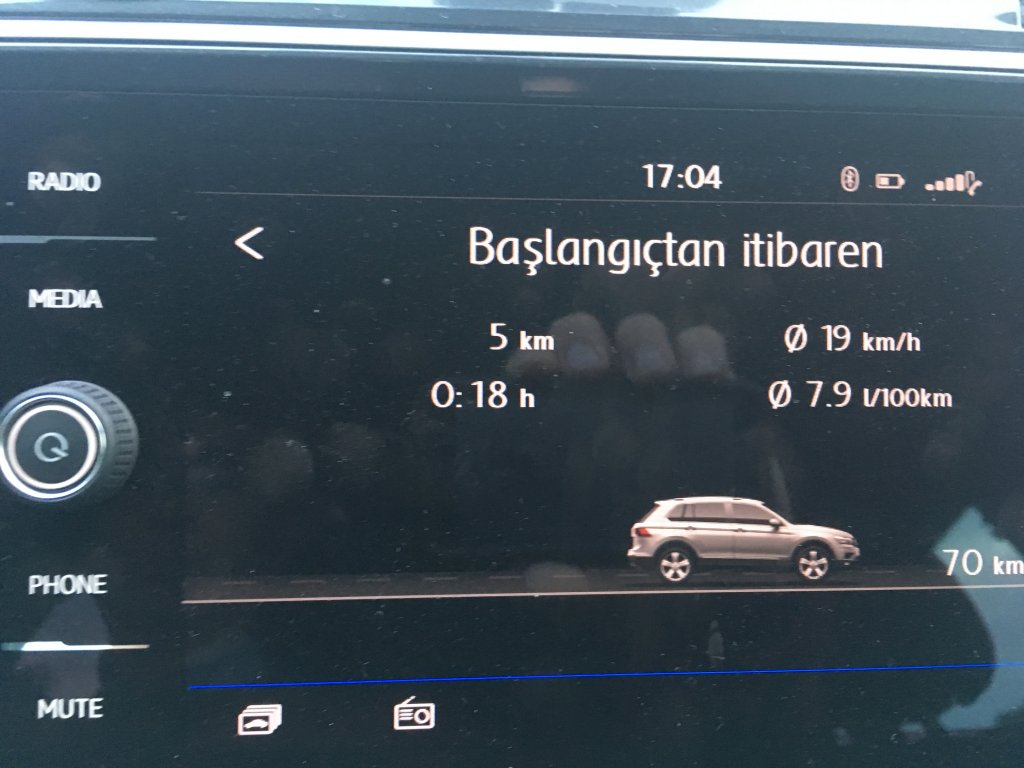 RADIO
17:04
Başlangıçtan itibaren
MEDIA
5 km
Ø 19 km/h
0:18 h
Ø 7.9 l/100km
70 km
PHONE
MUTE